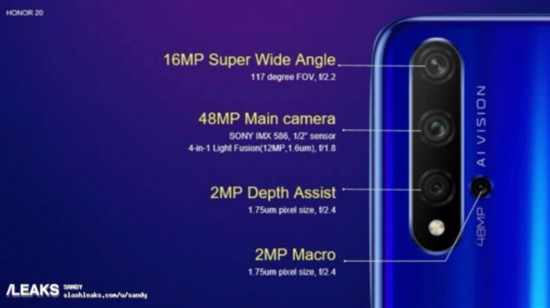 HONOR 20
16MP Super Wide Angle
117 degree FOV, f/2.2
48MP Main camera
SONY IMX 586, 1/2" sensor
4-in-1 Light Fusion(12MP,1.6um), f/1.8
2MP Depth Assist
1.75um pixel size, f/2.4
2MP Macro
1.75um pixel size, f/2.4
48MP AI VISION
/LEAKS
SANDY
slashleaks.com/u/sandy